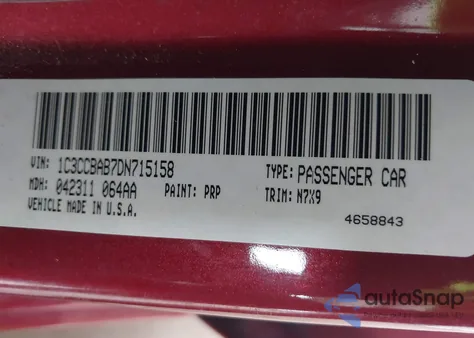 VIN: 1C3CCBAB7DN715158 TYPE: PASSENGER CAR
MDH: 042311 064AA PAINT: PRP TRIM: N7X9
VEHICLE MADE IN U.S.A. 4658843
autoSnap